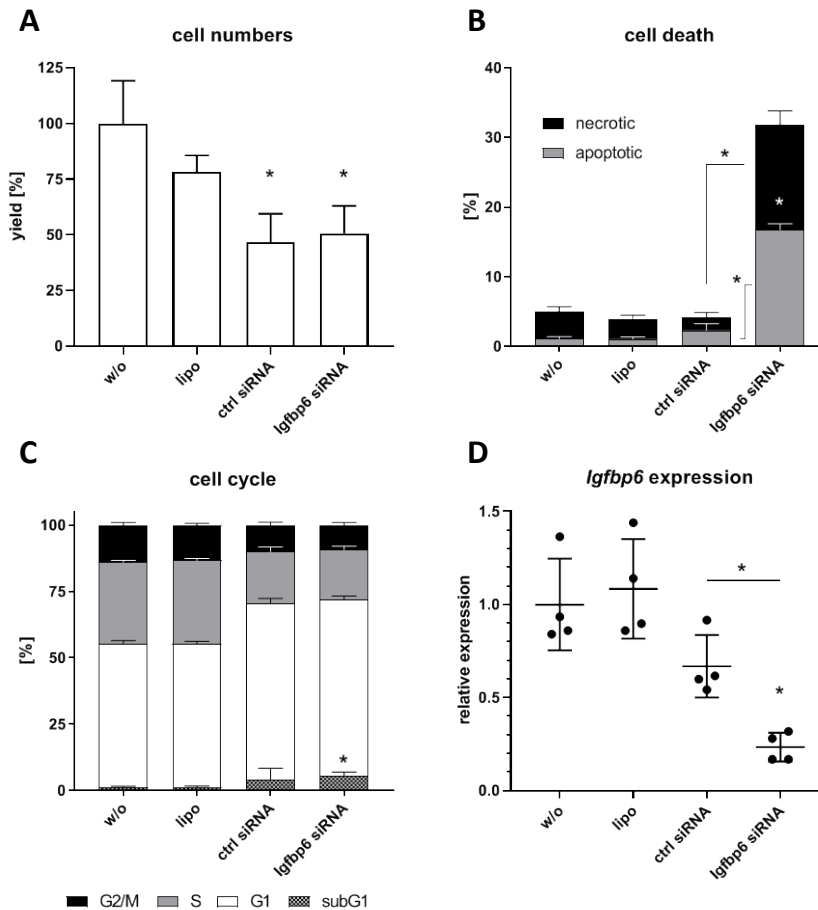 A
cell numbers
yield [%]
125
100
75
50
25
0
*
*
w/o
lipo
ctrl siRNA
Igfbp6 siRNA
B
cell death
[%]
40
30
20
10
0
necrotic
apoptotic
*
*
*
w/o
lipo
ctrl siRNA
Igfbp6 siRNA
C
cell cycle
[%]
100
75
50
25
0
*
w/o
lipo
ctrl siRNA
Igfbp6 siRNA
G2/M S G1 subG1
D
Igfbp6 expression
relative expression
1.5
1.0
0.5
0.0
*
*
w/o
lipo
ctrl siRNA
Igfbp6 siRNA